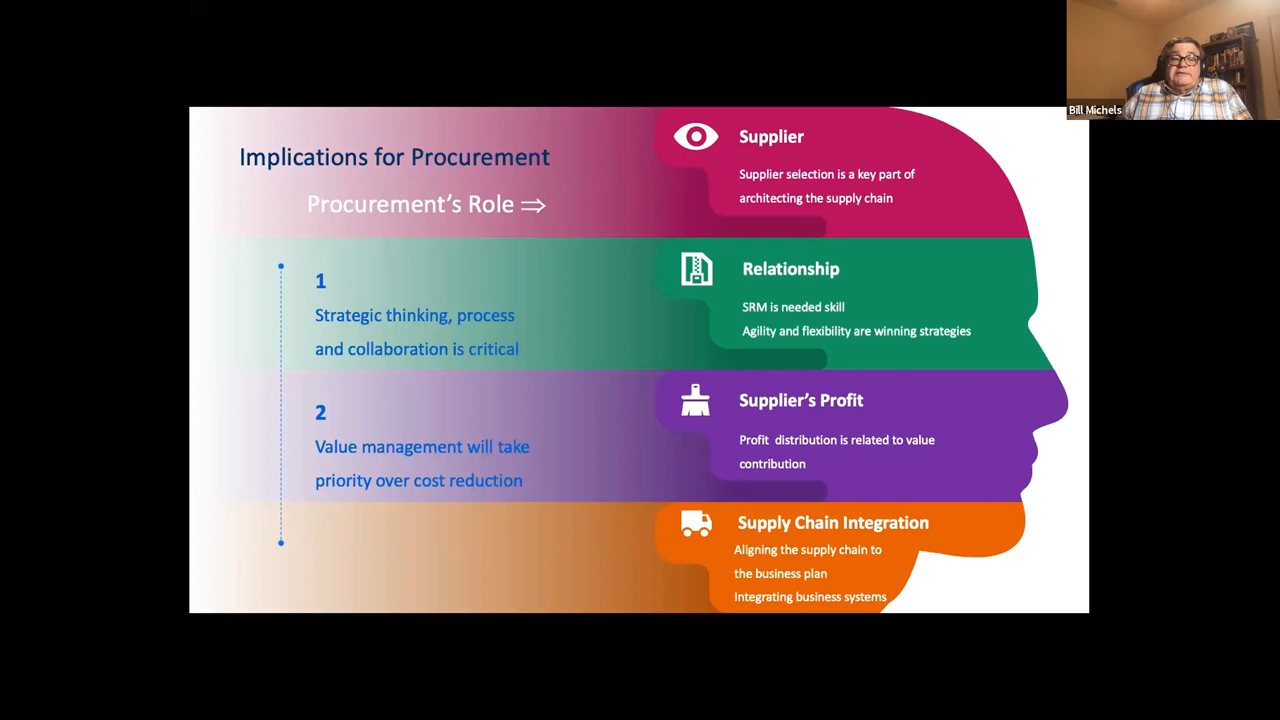 Bill Michels
Implications for Procurement
Procurement's Role ⇒
1
Strategic thinking, process
and collaboration is critical
2
Value management will take
priority over cost reduction
Supplier
Supplier selection is a key part of
architecting the supply chain
Relationship
SRM is needed skill
Agility and flexibility are winning strategies
Supplier's Profit
Profit distribution is related to value
contribution
Supply Chain Integration
Aligning the supply chain to
the business plan
Integrating business systems